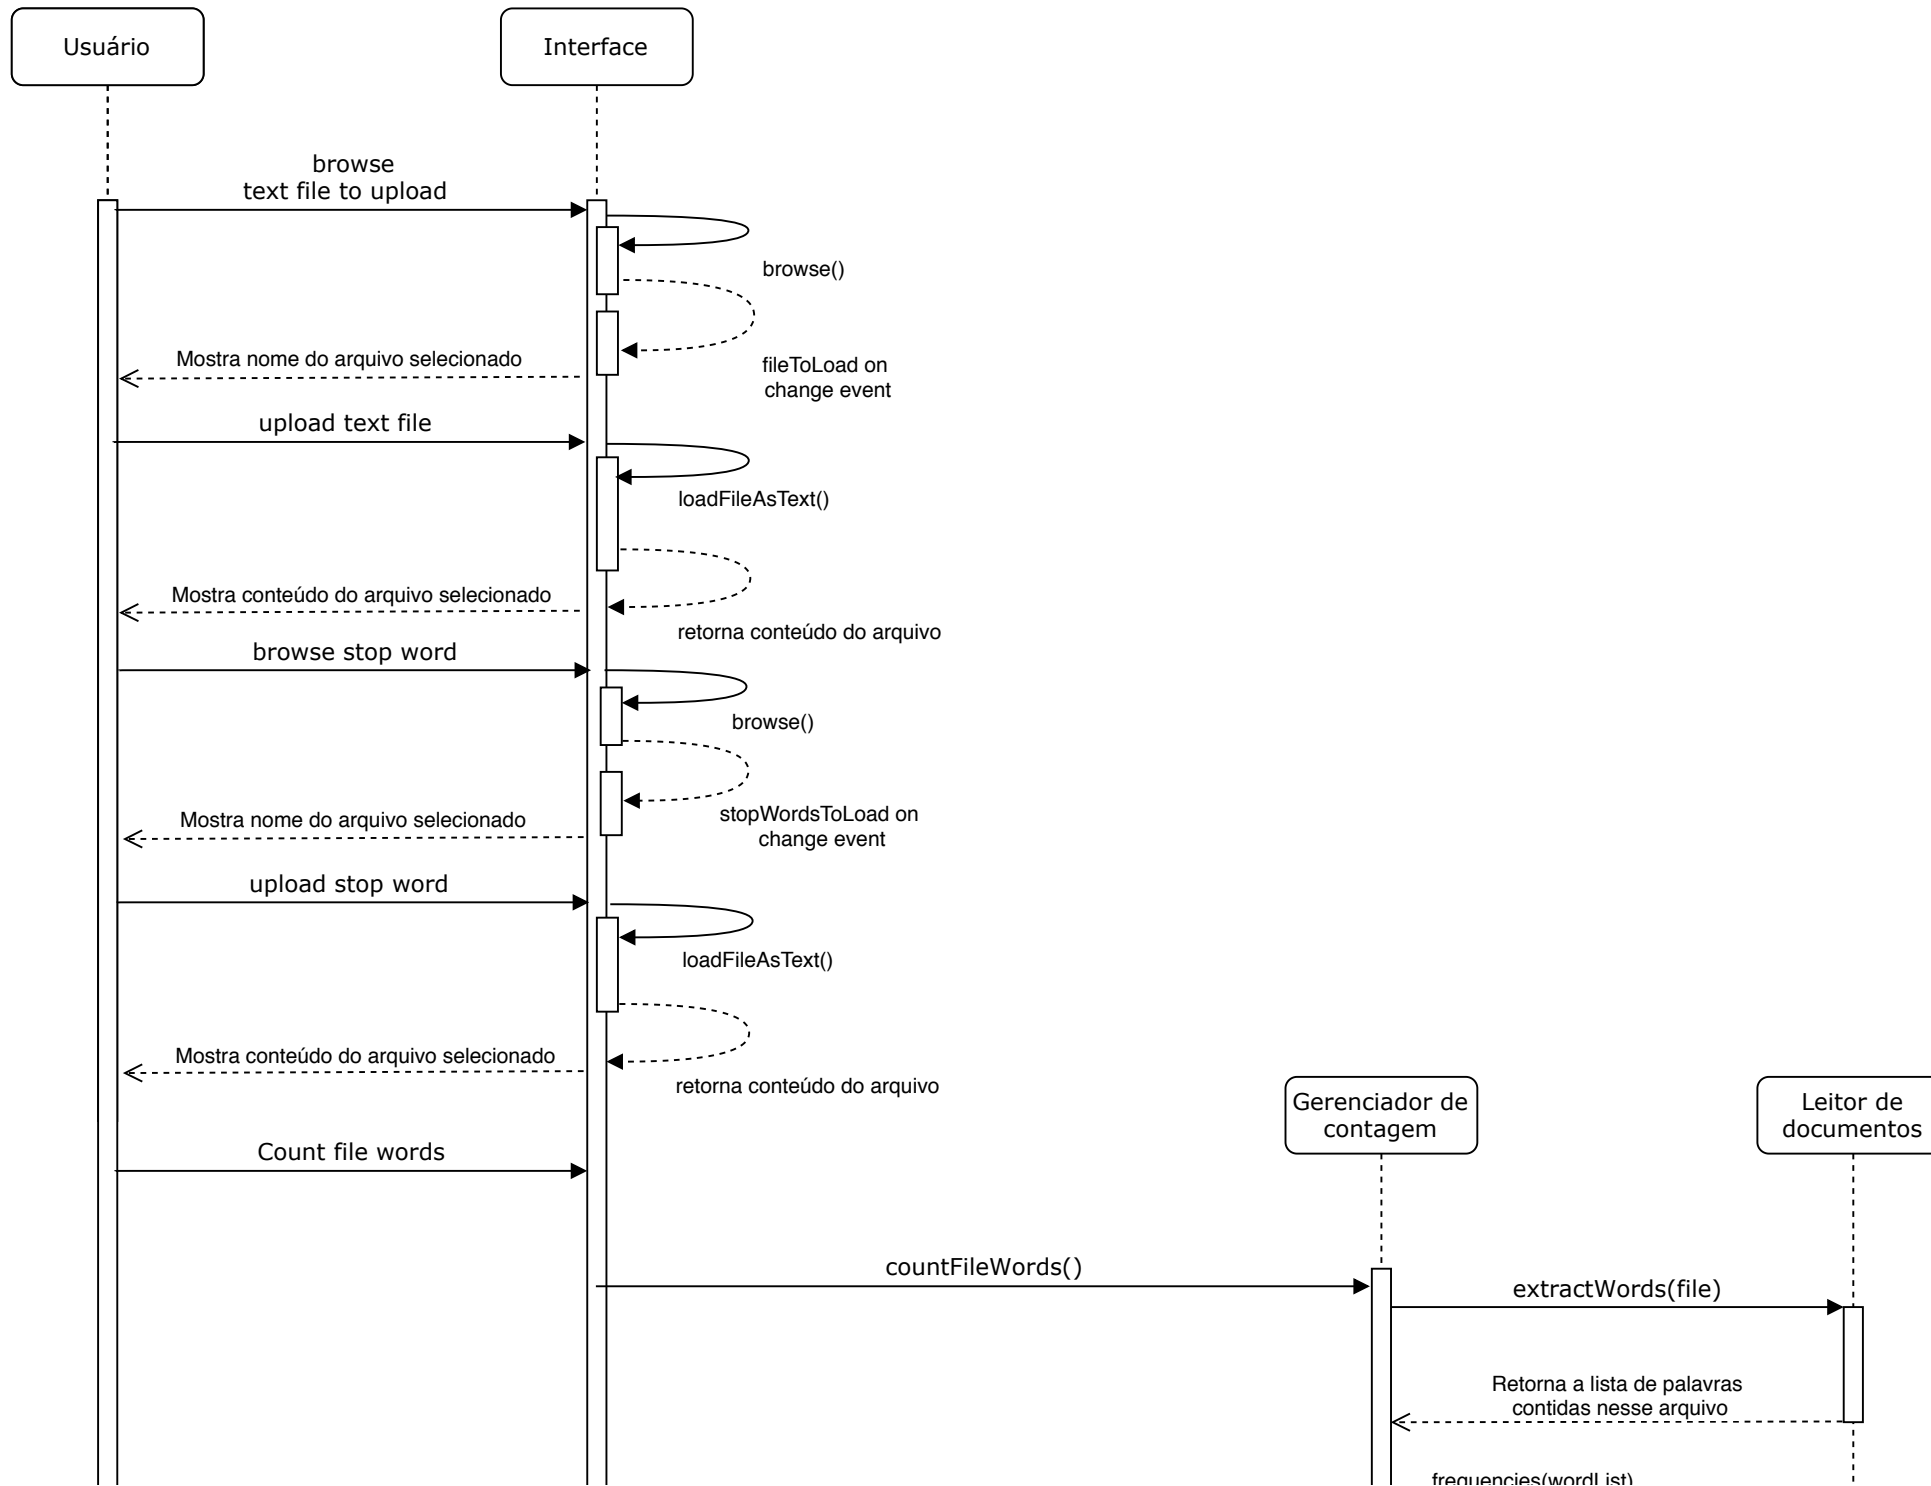 Usuário
Interface
browse
text file to upload
browse()
Mostra nome do arquivo selecionado
fileToLoad on
change event
upload text file
loadFileAsText()
Mostra conteúdo do arquivo selecionado
retorna conteúdo do arquivo
browse stop word
browse()
Mostra nome do arquivo selecionado
stopWordsToLoad on
change event
upload stop word
loadFileAsText()
Mostra conteúdo do arquivo selecionado
retorna conteúdo do arquivo
Gerenciador de
contagem
Leitor de
documentos
Count file words
countFileWords()
extractWords(file)
Retorna a lista de palavras
contidas nesse arquivo
frequencies(wordList)